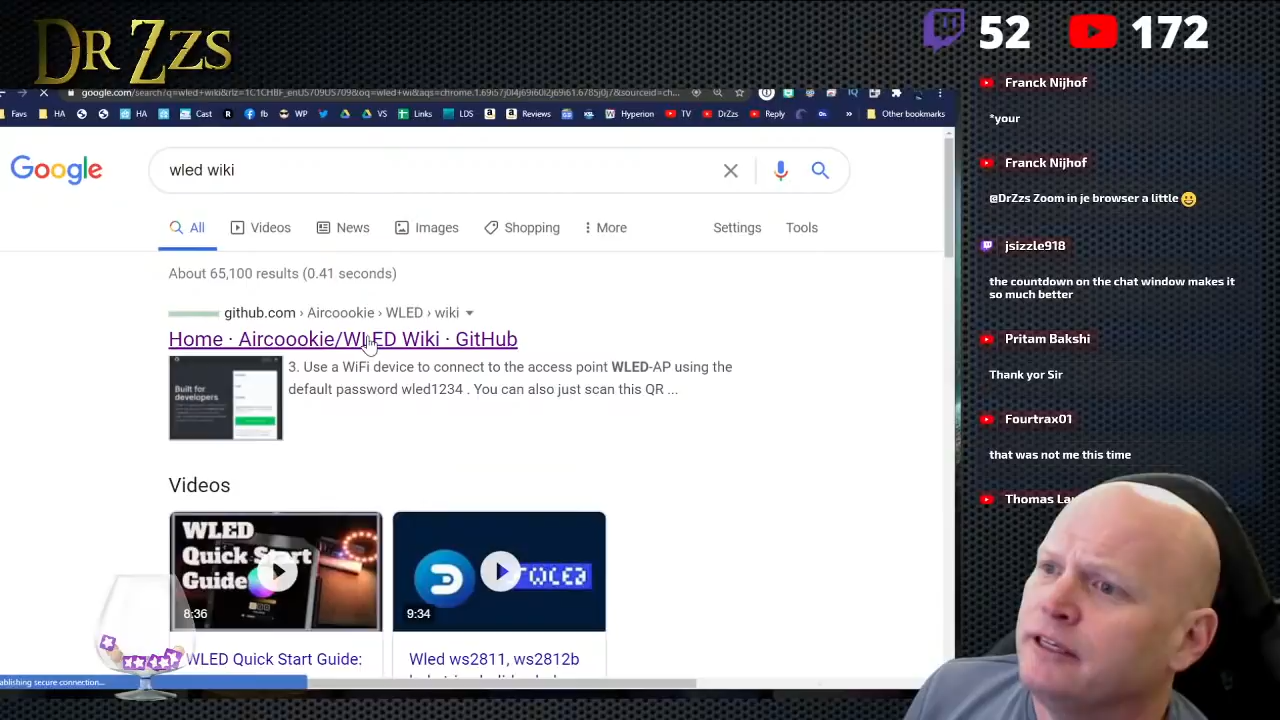 DR ZZS
52
172
Franck Nijhof
*your
Franck Nijhof
@DrZzs Zoom in je browser a little
jsizzle918
the countdown on the chat window makes it
so much better
Pritam Bakshi
Thank yor Sir
Fourtrax01
that was not me this time
Favs
HA
HA
Cast
fb
WP
VS
Links
LDS
Reviews
Hyperion
TV
DrZzs
Reply
»
Other bookmarks
Google
wled wiki
All
Videos
News
Images
Shopping
More
Settings
Tools
About 65,100 results (0.41 seconds)
github.com › Aircoookie › WLED › wiki
Home · Aircoookie/WLED Wiki · GitHub
Built for
developers
3. Use a WiFi device to connect to the access point WLED-AP using the
default password wled1234 . You can also just scan this QR ...
Videos
WLED
Quick Start
Guide
8:36
WLED
9:34
WLED Quick Start Guide:
Wled ws2811, ws2812b
ablishing secure connection...